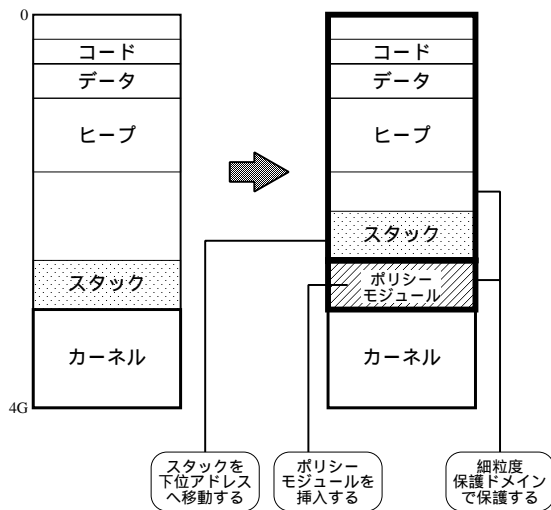 0
コード
データ
ヒープ
スタック
カーネル
4G
コード
データ
ヒープ
スタック
ポリシー
モジュール
カーネル
スタックを
下位アドレス
へ移動する
ポリシー
モジュールを
挿入する
細粒度
保護ドメイン
で保護する